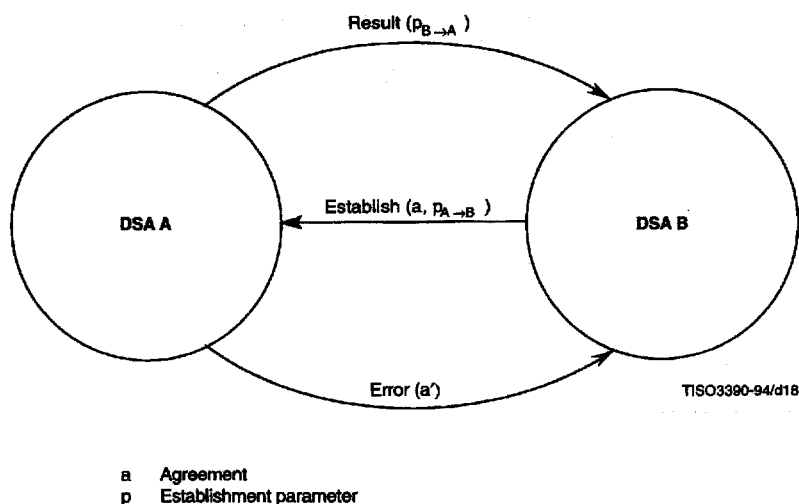 Result (pB→A )
DSA A
Establish (a, pA→B )
DSA B
Error (a′)
TISO3390-94/d18
a Agreement
p Establishment parameter